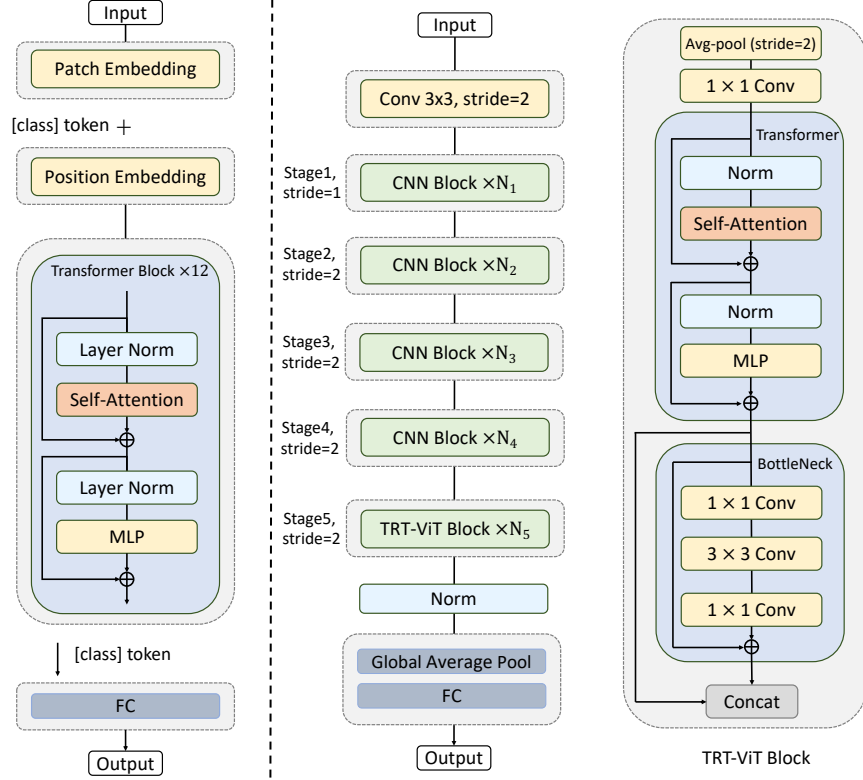 Input
Patch Embedding
[class] token +
Position Embedding
Transformer Block ×12
Layer Norm
Self-Attention
Layer Norm
MLP
[class] token
FC
Output
Input
Conv 3x3, stride=2
Stage1,
stride=1
CNN Block ×N₁
Stage2,
stride=2
CNN Block ×N₂
Stage3,
stride=2
CNN Block ×N₃
Stage4,
stride=2
CNN Block ×N₄
Stage5,
stride=2
TRT-ViT Block ×N₅
Norm
Global Average Pool
FC
Output
Avg-pool (stride=2)
1 × 1 Conv
Transformer
Norm
Self-Attention
Norm
MLP
BottleNeck
1 × 1 Conv
3 × 3 Conv
1 × 1 Conv
Concat
TRT-ViT Block